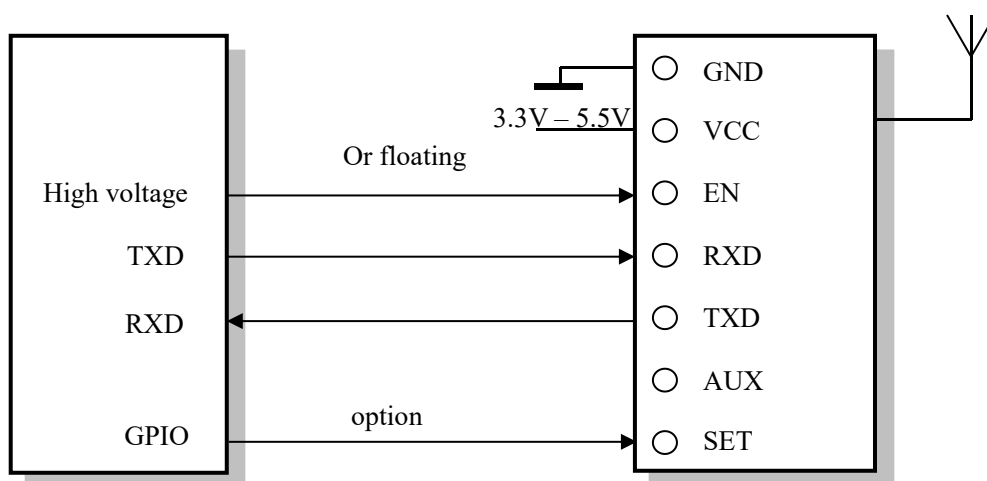 GND
3.3V – 5.5V
VCC
Or floating
High voltage
EN
TXD
RXD
RXD
TXD
AUX
option
GPIO
SET